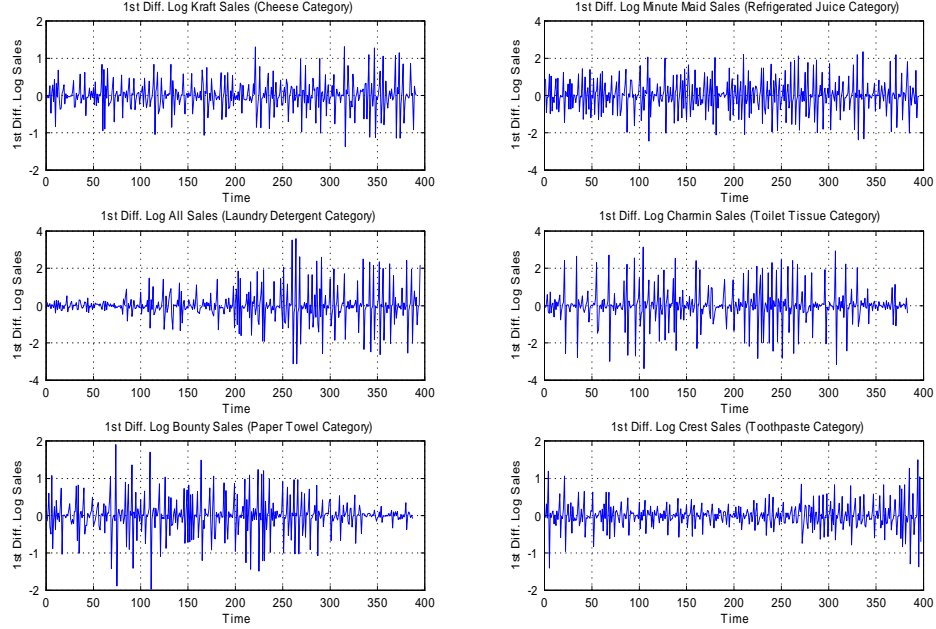 1st Diff. Log Kraft Sales (Cheese Category)
1st Diff. Log Sales
2
1
0
-1
-2
0 50 100 150 200 250 300 350 400
Time
1st Diff. Log Minute Maid Sales (Refrigerated Juice Category)
1st Diff. Log Sales
4
2
0
-2
-4
0 50 100 150 200 250 300 350 400
Time
1st Diff. Log All Sales (Laundry Detergent Category)
1st Diff. Log Sales
4
2
0
-2
-4
0 50 100 150 200 250 300 350 400
Time
1st Diff. Log Charmin Sales (Toilet Tissue Category)
1st Diff. Log Sales
4
2
0
-2
-4
0 50 100 150 200 250 300 350 400
Time
1st Diff. Log Bounty Sales (Paper Towel Category)
1st Diff. Log Sales
2
1
0
-1
-2
0 50 100 150 200 250 300 350 400
Time
1st Diff. Log Crest Sales (Toothpaste Category)
1st Diff. Log Sales
2
1
0
-1
-2
0 50 100 150 200 250 300 350 400
Time